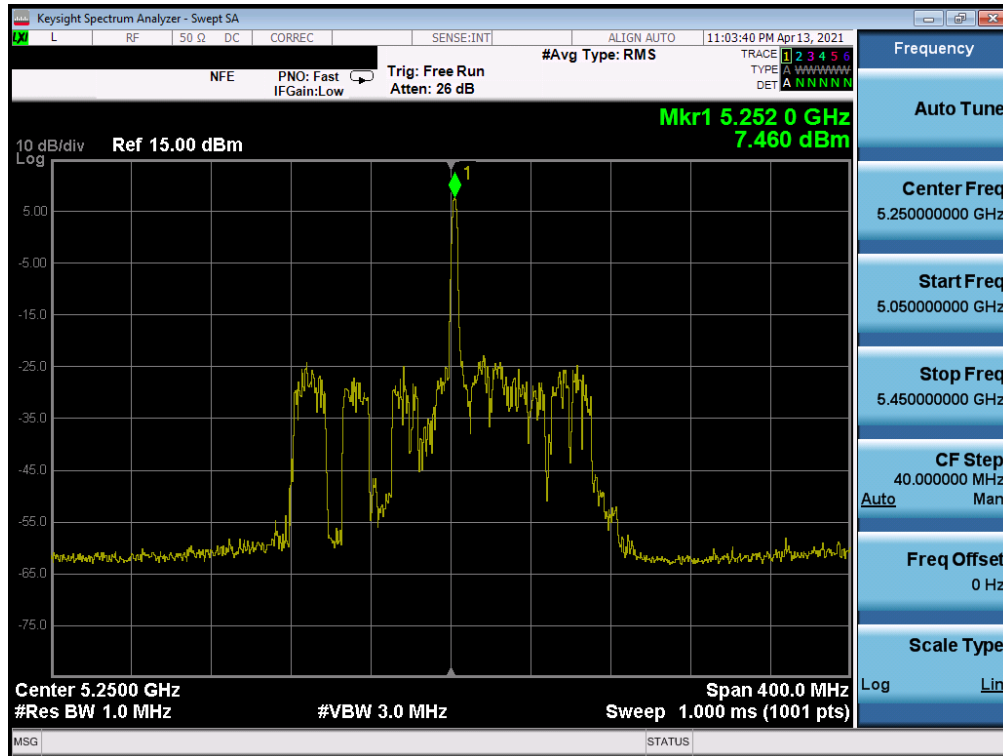 Keysight Spectrum Analyzer - Swept SA
LXI L RF 50 Ω DC CORREC SENSE:INT ALIGN AUTO 11:03:40 PM Apr 13, 2021
NFE PNO: Fast Trig: Free Run #Avg Type: RMS TRACE 1 2 3 4 5 6
IFGain:Low Atten: 26 dB TYPE A WWWWW
DET A N N N N N
Mkr1 5.252 0 GHz
7.460 dBm
10 dB/div Ref 15.00 dBm
Log
1
5.00
-5.00
-15.0
-25.0
-35.0
-45.0
-55.0
-65.0
-75.0
Center 5.2500 GHz Span 400.0 MHz
#Res BW 1.0 MHz #VBW 3.0 MHz Sweep 1.000 ms (1001 pts)
MSG STATUS
Frequency
Auto Tune
Center Freq
5.250000000 GHz
Start Freq
5.050000000 GHz
Stop Freq
5.450000000 GHz
CF Step
40.000000 MHz
Auto Man
Freq Offset
0 Hz
Scale Type
Log Lin